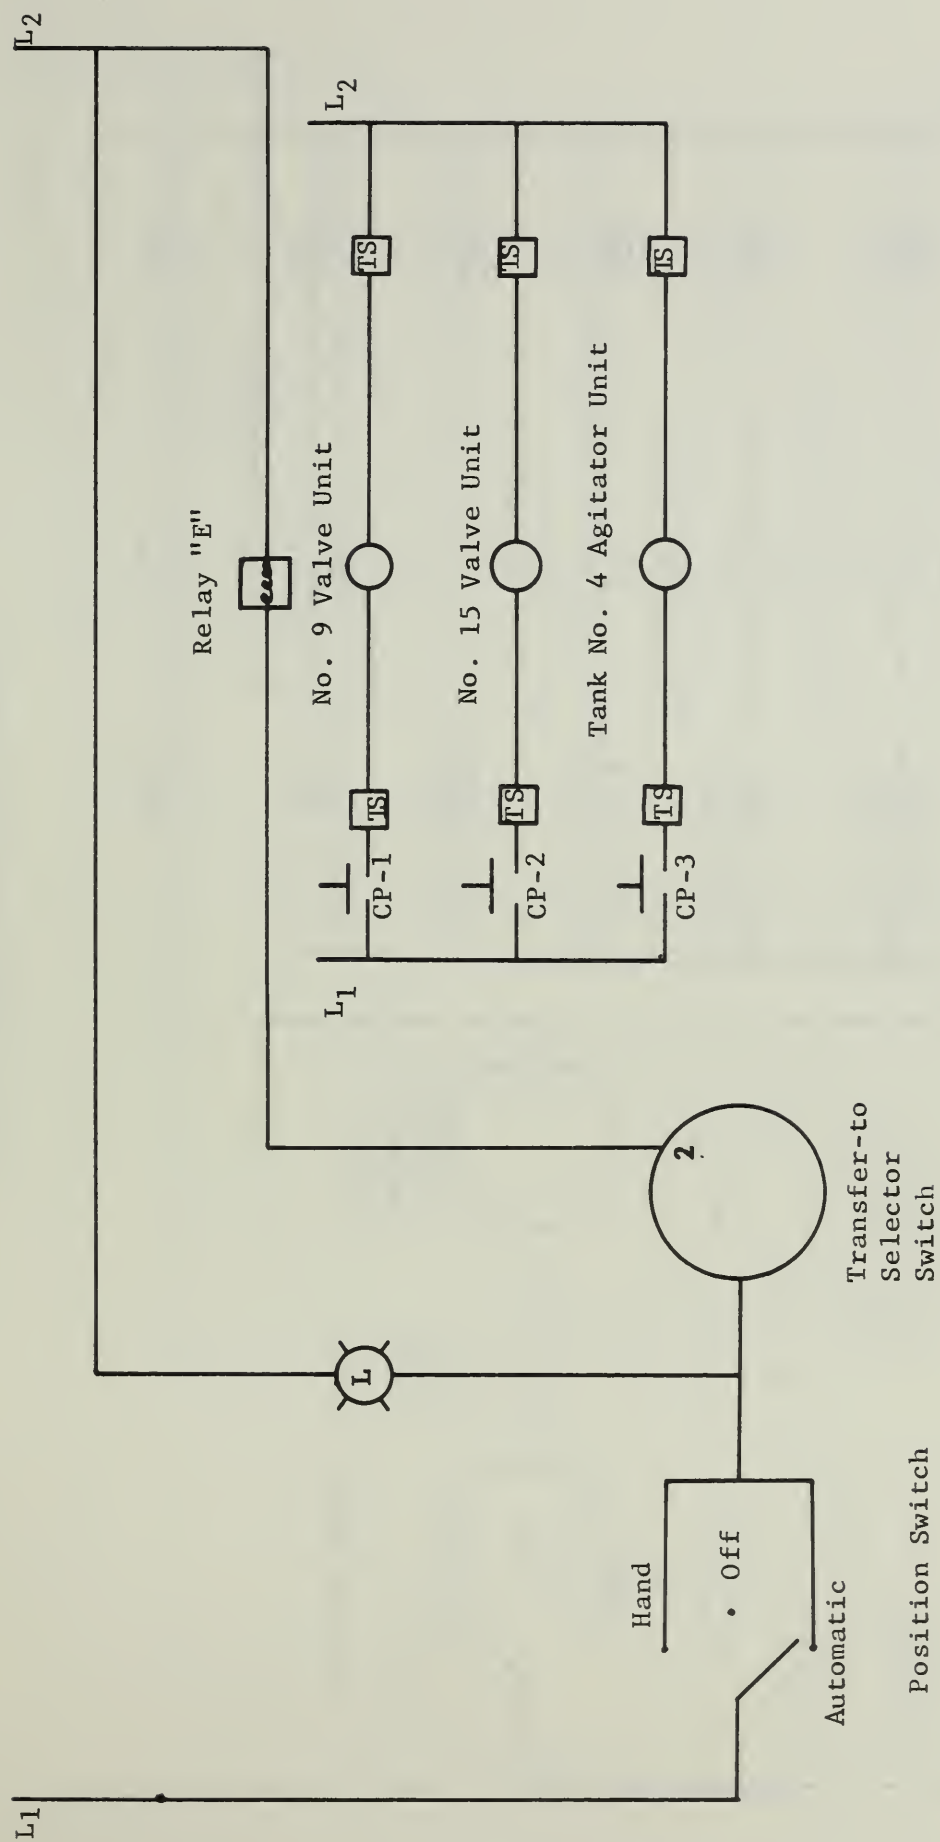 L1
L2
Relay "E"
L1
L2
No. 9 Valve Unit
TS
TS
CP-1
No. 15 Valve Unit
TS
TS
CP-2
Tank No. 4 Agitator Unit
TS
TS
CP-3
L
2
Hand
• Off
Automatic
Transfer-to
Selector
Switch
Position Switch